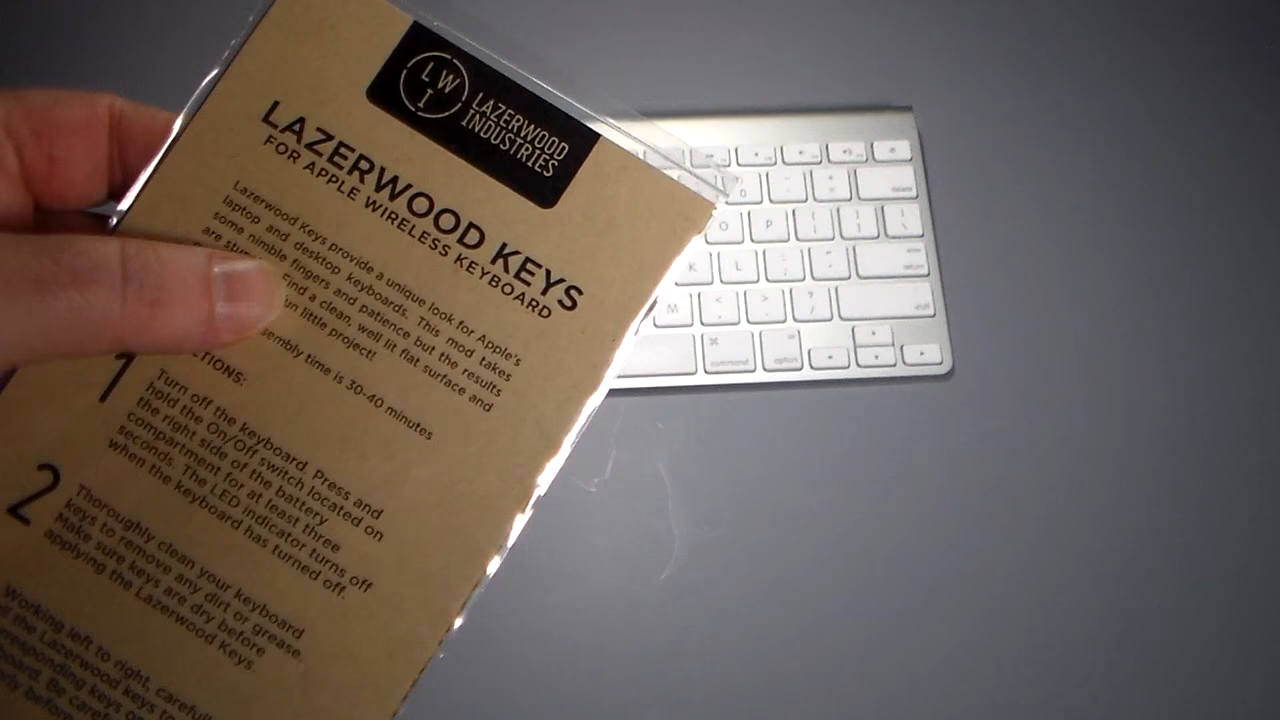 LWI
LAZERWOOD
INDUSTRIES
LAZERWOOD KEYS
FOR APPLE WIRELESS KEYBOARD
Lazerwood Keys provide a unique look for Apple's
laptop and desktop keyboards. This mod takes
some nimble fingers and patience but the results
are Find a clean, well lit flat surface and
little project!
time is 30-40 minutes
1
Turn off the keyboard. Press and
hold the On/Off switch located on
the right side of the battery
compartment for at least three
seconds. The LED indicator turns off
when the keyboard has turned off.
2
Thoroughly clean your keyboard
keys to remove any dirt or grease.
Make sure keys are dry before
applying the Lazerwood Keys.
Working left to right,
the Lazerwood keys
keys
Be
before
delete
O P { [ } ] | \
K L : ; " ' return
M < , > . ? / shift
⌘ command option